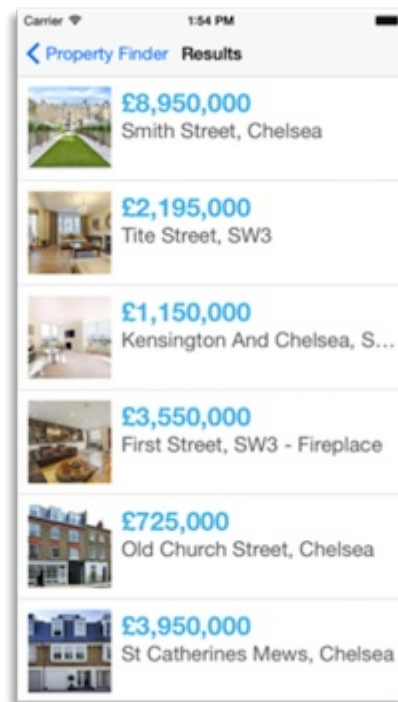 Carrier 1:54 PM
Property Finder Results
£8,950,000
Smith Street, Chelsea
£2,195,000
Tite Street, SW3
£1,150,000
Kensington And Chelsea, S...
£3,550,000
First Street, SW3 - Fireplace
£725,000
Old Church Street, Chelsea
£3,950,000
St Catherines Mews, Chelsea